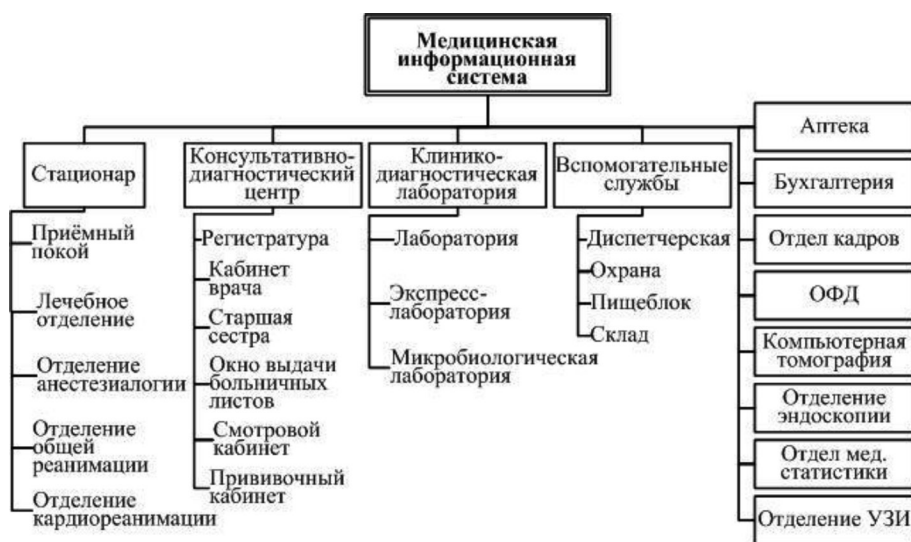 Медицинская
информационная
система
Стационар
Приёмный
покой
Лечебное
отделение
Отделение
анестезиалогии
Отделение
общей
реанимации
Отделение
кардиореанимации
Консультативно-
диагностический
центр
Регистратура
Кабинет
врача
Старшая
сестра
Окно выдачи
больничных
листов
Смотровой
кабинет
Прививочный
кабинет
Клинико-
диагностическая
лаборатория
Лаборатория
Экспресс-
лаборатория
Микробиологическая
лаборатория
Вспомогательные
службы
Диспетчерская
Охрана
Пищеблок
Склад
Аптека
Бухгалтерия
Отдел кадров
ОФД
Компьютерная
томография
Отделение
эндоскопии
Отдел мед.
статистики
Отделение УЗИ